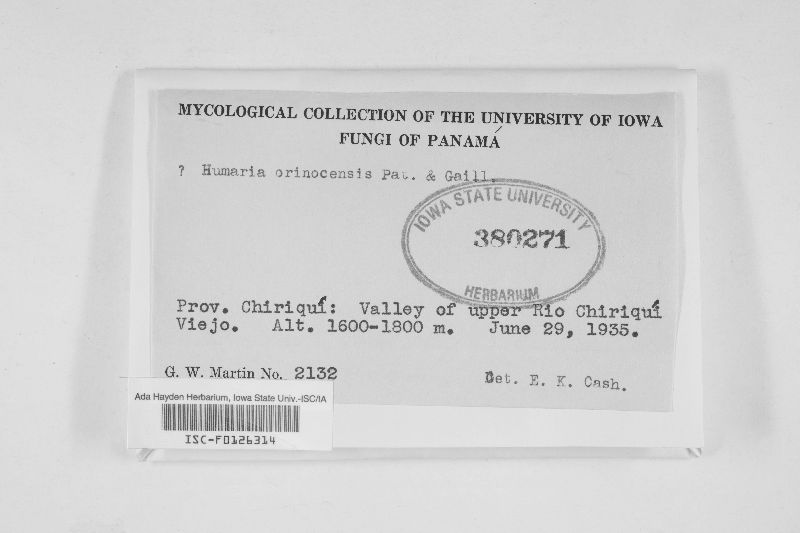 MYCOLOGICAL COLLECTION OF THE UNIVERSITY OF IOWA
FUNGI OF PANAMÁ
? Humaria orinocensis Pat. & Gaill.
IOWA STATE UNIVERSITY
380271
HERBARIUM
Prov. Chiriquí: Valley of upper Rio Chiriquí
Viejo. Alt. 1600-1800 m. June 29, 1935.
G. W. Martin No. 2132
Det. E. K. Cash.
Ada Hayden Herbarium, Iowa State Univ.-ISC/IA
ISC-F0126314